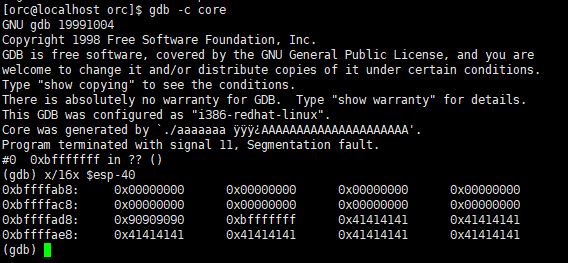 [orc@localhost orc]$ gdb -c core
GNU gdb 19991004
Copyright 1998 Free Software Foundation, Inc.
GDB is free software, covered by the GNU General Public License, and you are
welcome to change it and/or distribute copies of it under certain conditions.
Type "show copying" to see the conditions.
There is absolutely no warranty for GDB.  Type "show warranty" for details.
This GDB was configured as "i386-redhat-linux".
Core was generated by `./aaaaaaa ÿÿÿ¿AAAAAAAAAAAAAAAAAAAAA'.
Program terminated with signal 11, Segmentation fault.
#0  0xbfffffff in ?? ()
(gdb) x/16x $esp-40
0xbffffab8:     0x00000000      0x00000000      0x00000000      0x00000000
0xbffffac8:     0x00000000      0x00000000      0x00000000      0x00000000
0xbffffad8:     0x90909090      0xbfffffff      0x41414141      0x41414141
0xbffffae8:     0x41414141      0x41414141      0x41414141      0x41414141
(gdb)